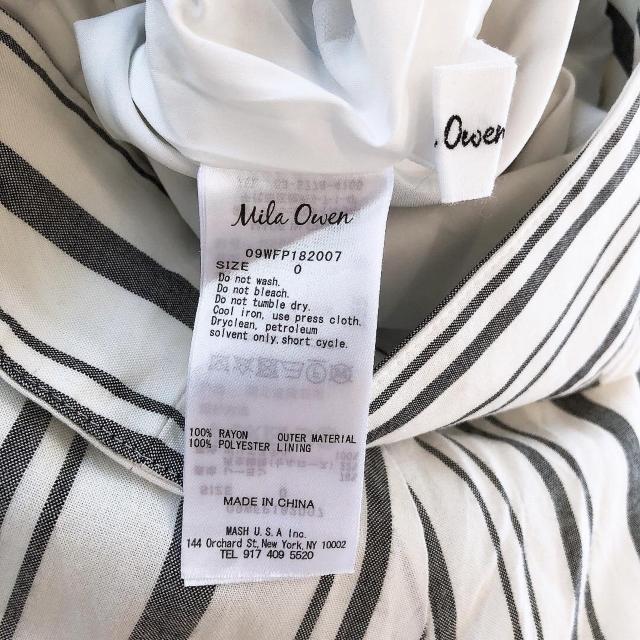 . Owen
Mila Owen
09WFP182007
SIZE 0
Do not wash.
Do not bleach.
Do not tumble dry.
Cool iron, use press cloth.
Dryclean, petroleum
solvent only. short cycle.
100% RAYON OUTER MATERIAL
100% POLYESTER LINING
MADE IN CHINA
MASH U.S.A Inc.
144 Orchard St, New York, NY 10002
TEL 917 409 5520